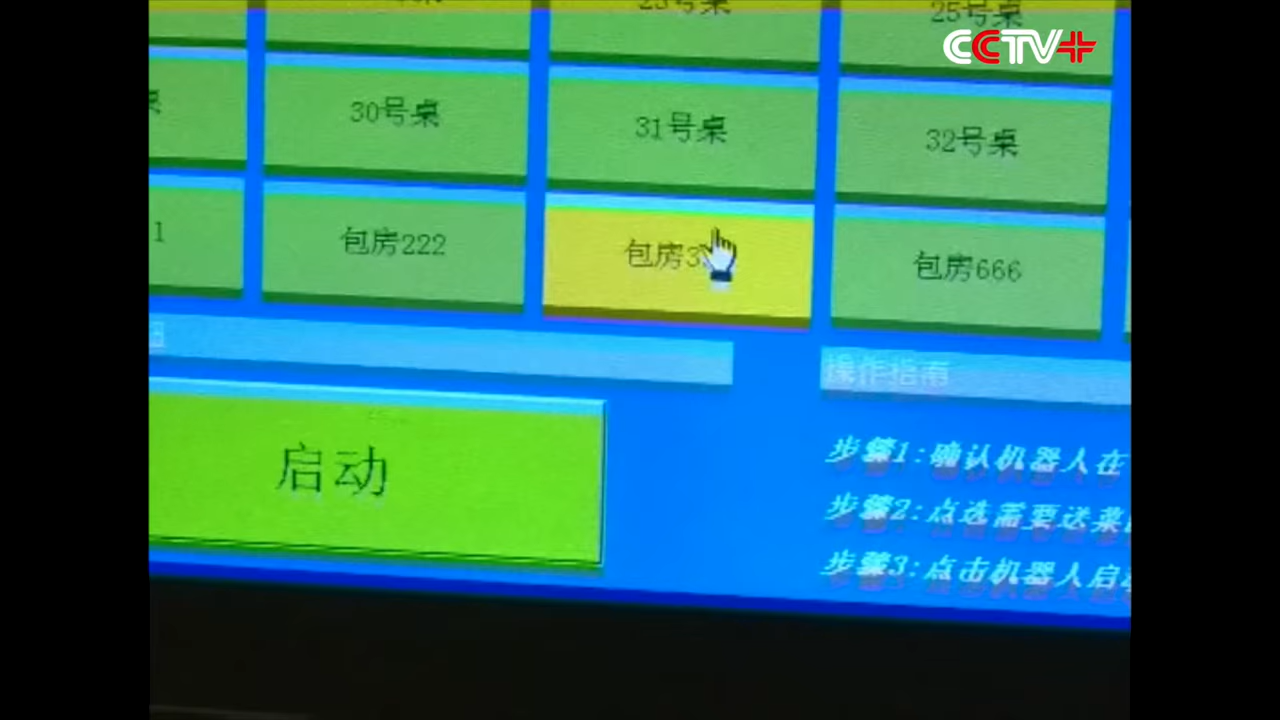 25号桌
CCTV+
30号桌
31号桌
32号桌
1
包房222
包房3
包房666
操作指南
启动
步骤1:确认机器人在
步骤2:点选需要送菜
步骤3:点击机器人启